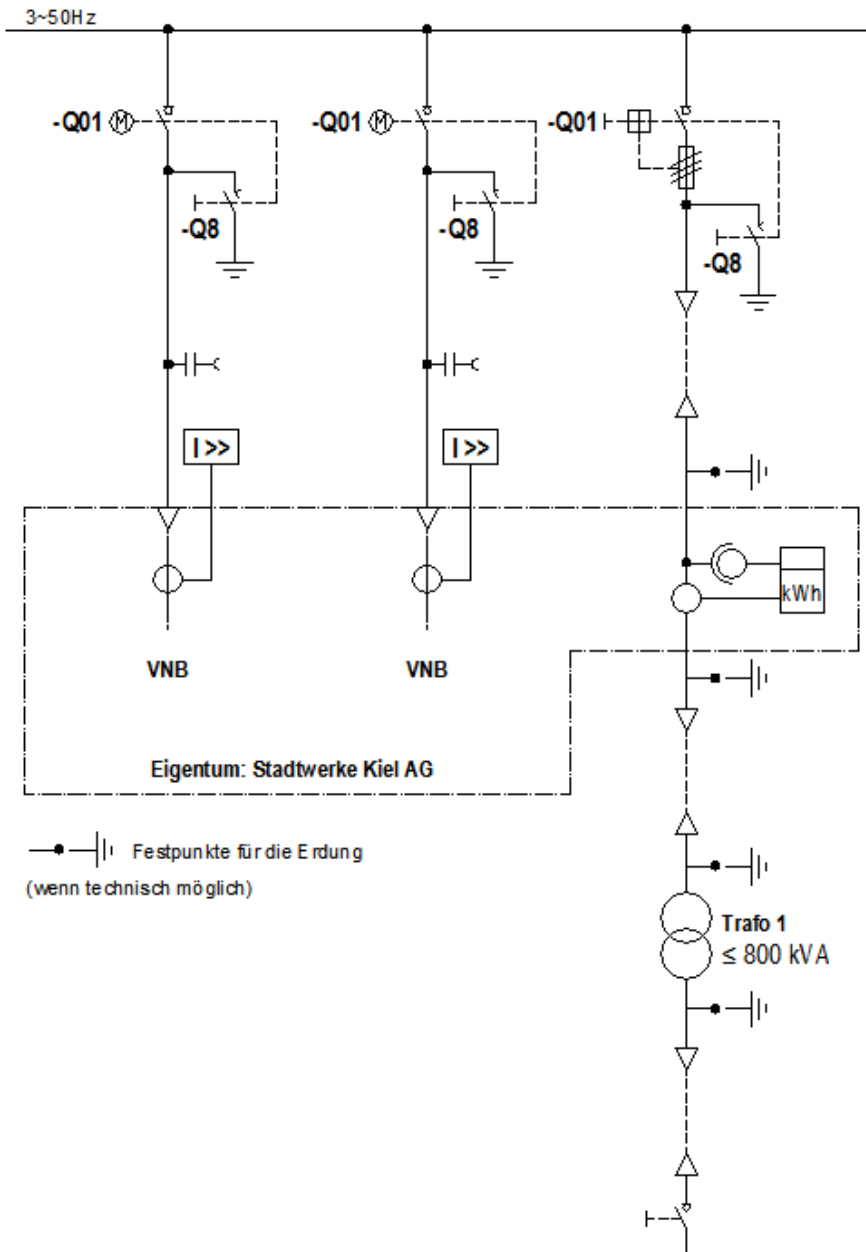 3~50Hz
-Q01 M
-Q01 M
-Q01
-Q8
-Q8
-Q8
I >>
I >>
kWh
VNB
VNB
Eigentum: Stadtwerke Kiel AG
Festpunkte für die Erdung
(wenn technisch möglich)
Trafo 1
≤ 800 kVA